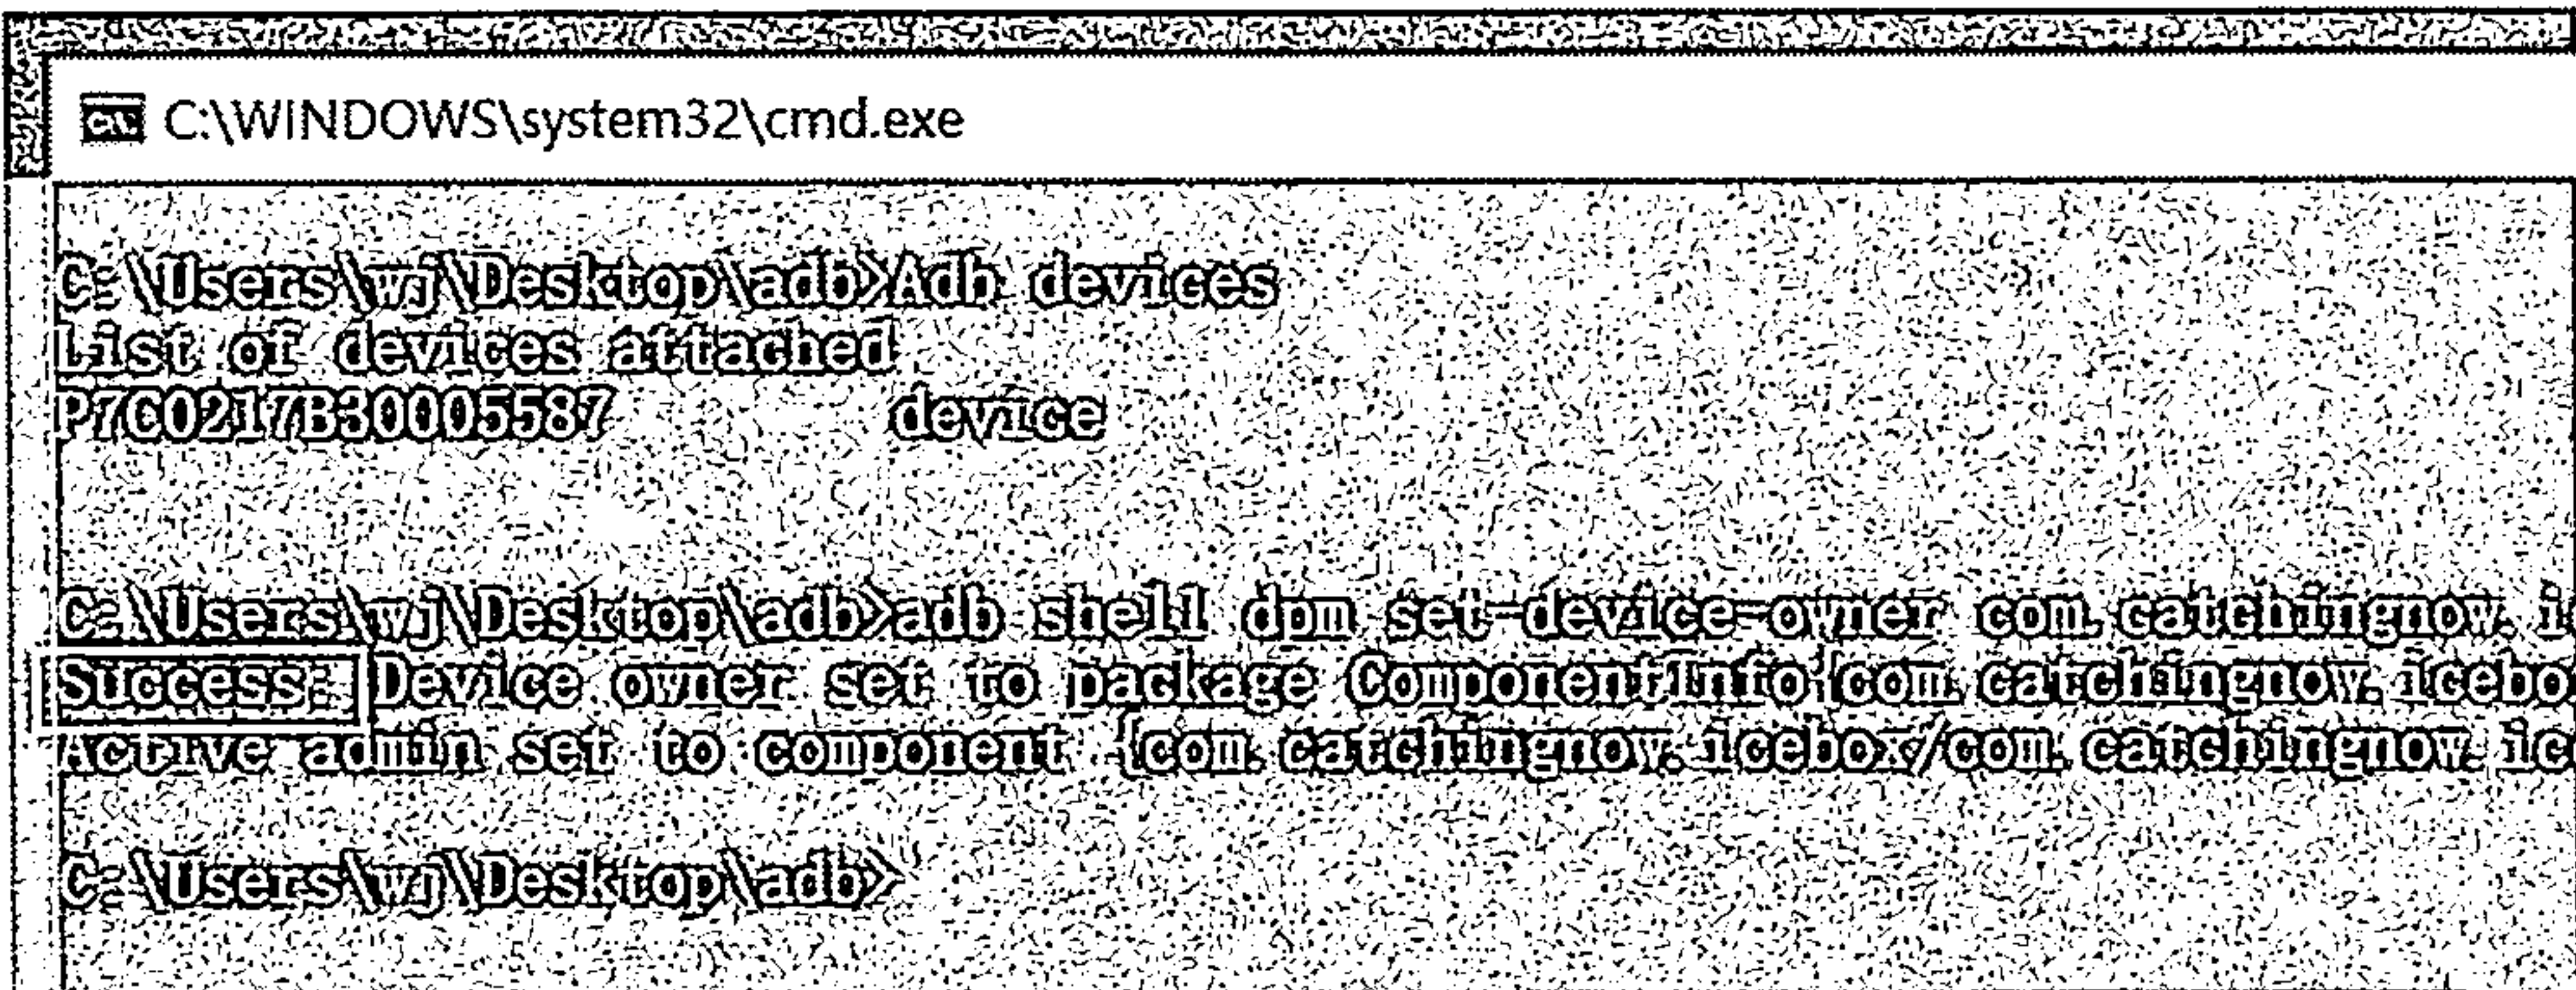 C:\WINDOWS\system32\cmd.exe
C:\Users\wj\Desktop\adb>Adb devices
List of devices attached
P7C0217B30005587 device
C:\Users\wj\Desktop\adb>adb shell dpm set-device-owner com.catchingnow.i
Success: Device owner set to package ComponentInfo{com.catchingnow.icebo
Active admin set to component {com.catchingnow.icebox/com.catchingnow.ic
C:\Users\wj\Desktop\adb>